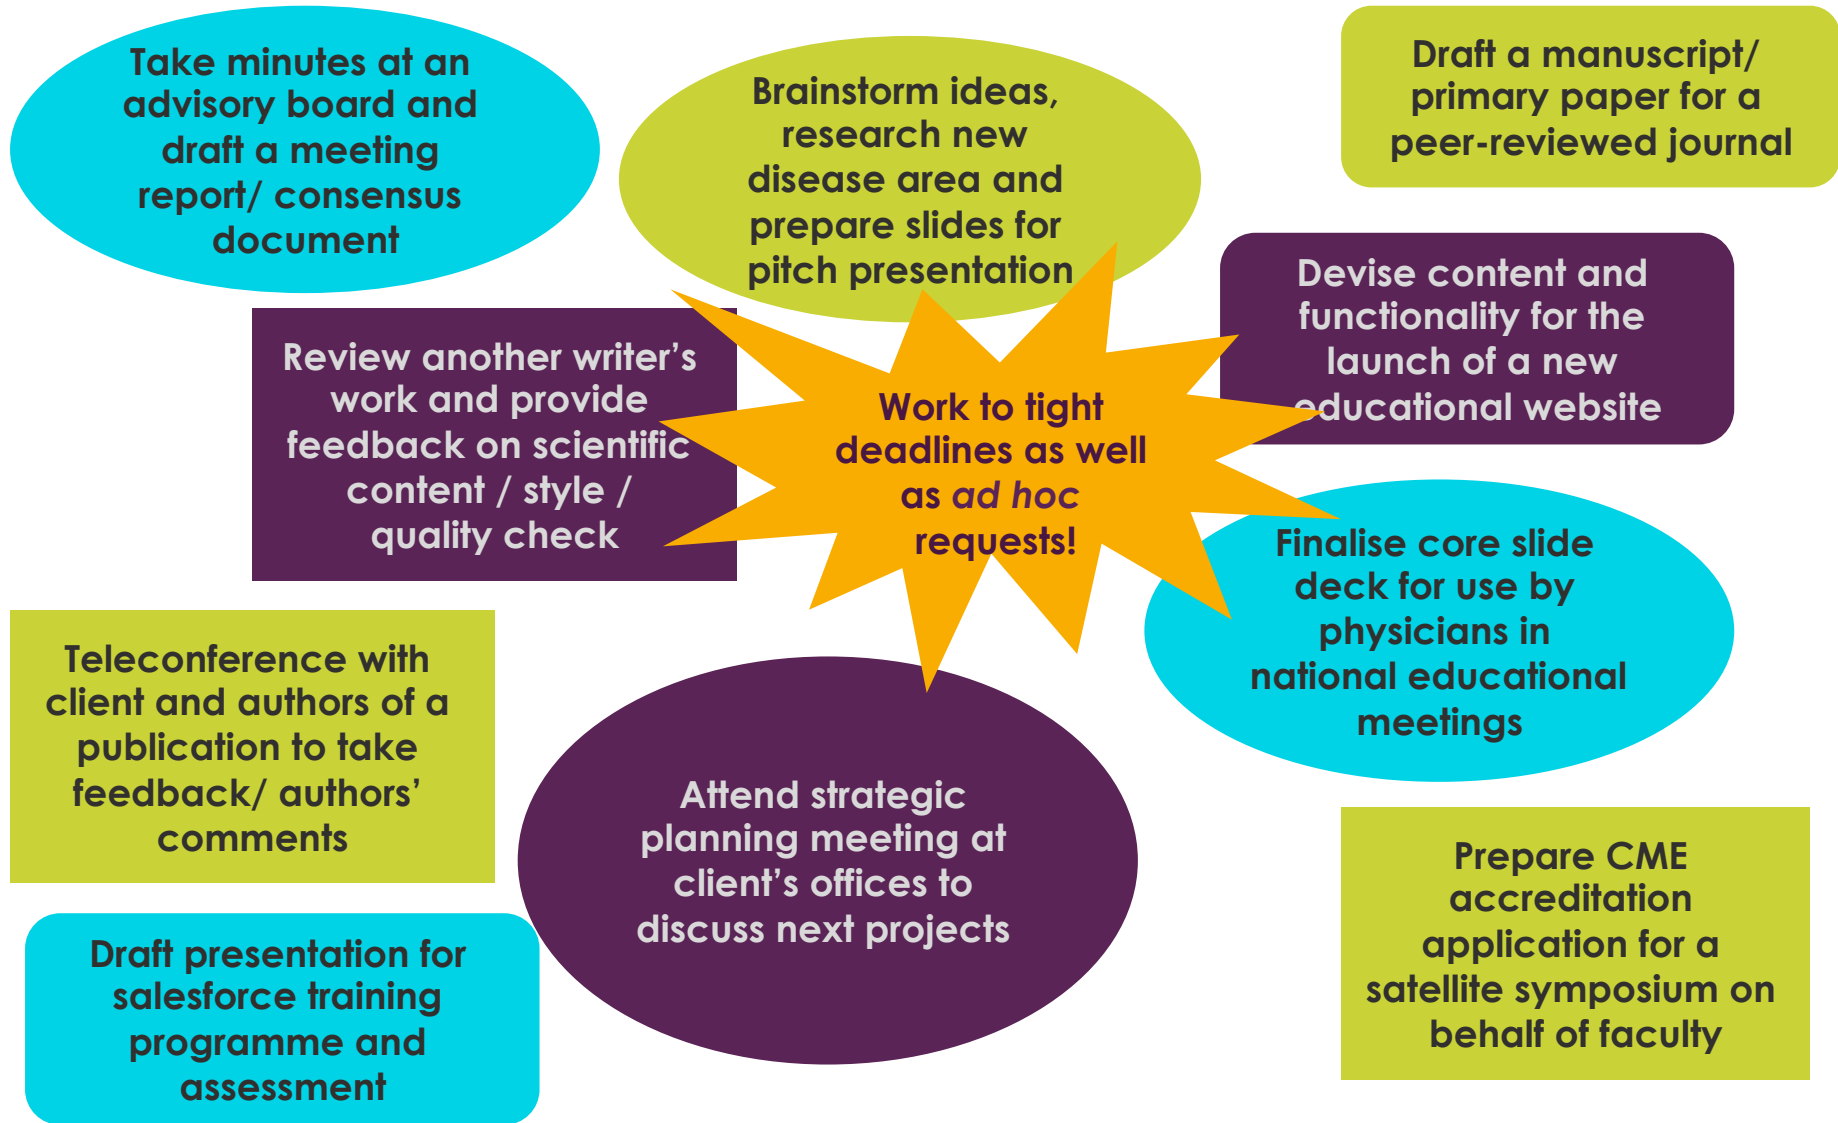 Take minutes at an
advisory board and
draft a meeting
report/ consensus
document
Brainstorm ideas,
research new
disease area and
prepare slides for
pitch presentation
Draft a manuscript/
primary paper for a
peer-reviewed journal
Review another writer’s
work and provide
feedback on scientific
content / style /
quality check
Work to tight
deadlines as well
as ad hoc
requests!
Devise content and
functionality for the
launch of a new
educational website
Finalise core slide
deck for use by
physicians in
national educational
meetings
Teleconference with
client and authors of a
publication to take
feedback/ authors’
comments
Attend strategic
planning meeting at
client’s offices to
discuss next projects
Prepare CME
accreditation
application for a
satellite symposium on
behalf of faculty
Draft presentation for
salesforce training
programme and
assessment